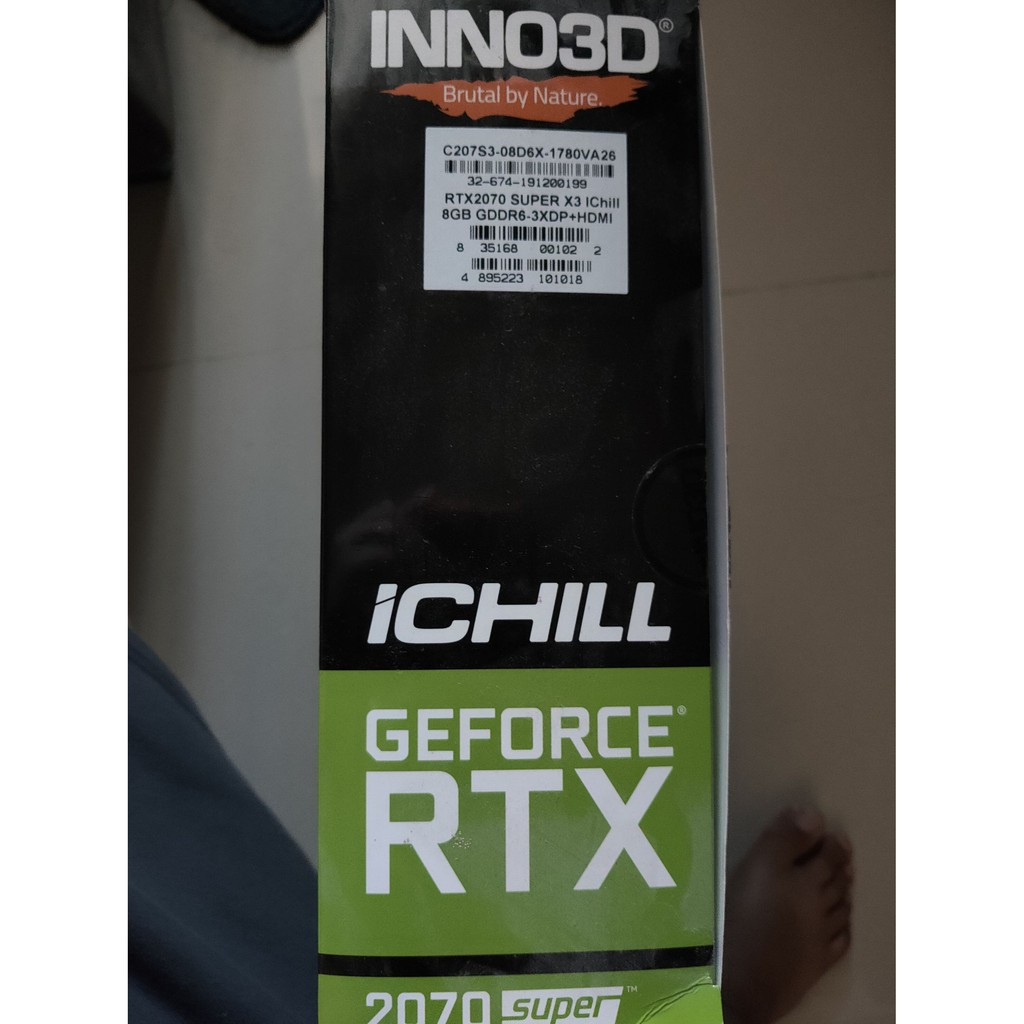 INNO3D®
Brutal by Nature.
C207S3-08D6X-1780VA26
32-674-191200199
RTX2070 SUPER X3 IChill
8GB GDDR6-3XDP+HDMI
8 35168 00102 2
4 895223 101018
iCHILL
GEFORCE®
RTX
2070 super™